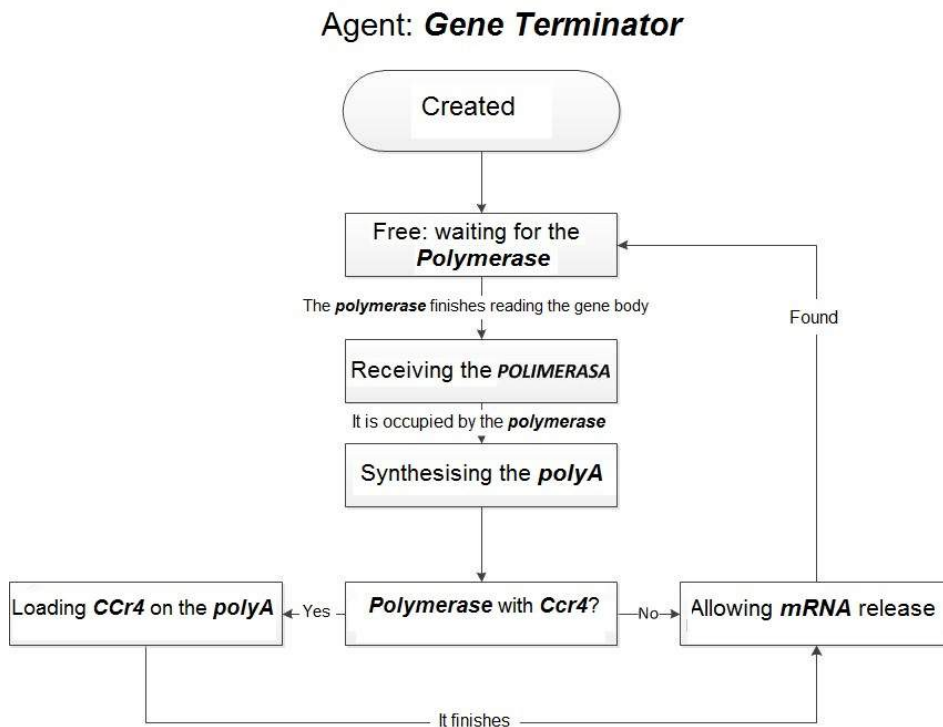 Agent: Gene Terminator
Created
Free: waiting for the
Polymerase
The polymerase finishes reading the gene body
Found
Receiving the POLIMERASA
It is occupied by the polymerase
Synthesising the polyA
Loading CCr4 on the polyA
Yes
Polymerase with Ccr4?
No
Allowing mRNA release
It finishes